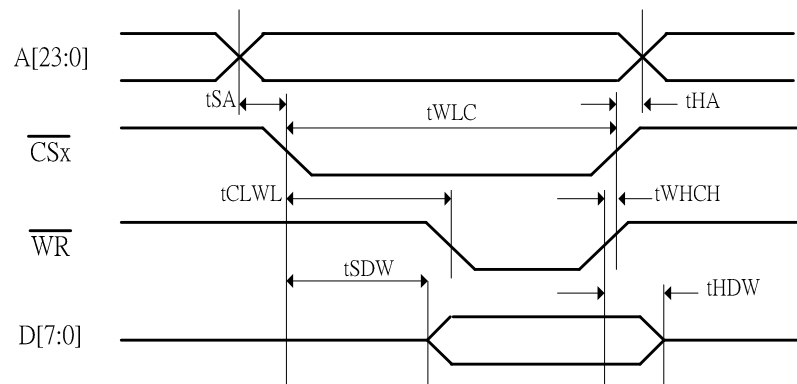 A[23:0]
tSA
tWLC
tHA
CSx
tCLWL
tWHCH
WR
tSDW
tHDW
D[7:0]